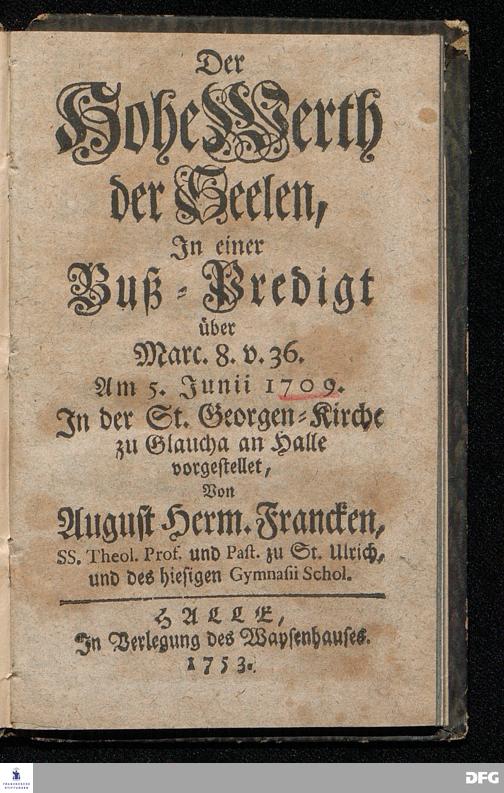 Der
Hohe Werth
der Seelen,
In einer
Buß-Predigt
über
Marc. 8. v. 36.
Am 5. Junii 1709.
In der St. Georgen-Kirche
zu Glaucha an Halle
vorgestellet,
Von
August Herm. Francken,
SS. Theol. Prof. und Past. zu St. Ulrich,
und des hiesigen Gymnasii Schol.
HALLE,
In Verlegung des Waysenhauses.
1753.
FRANCKESCHE
STIFTUNGEN
DFG